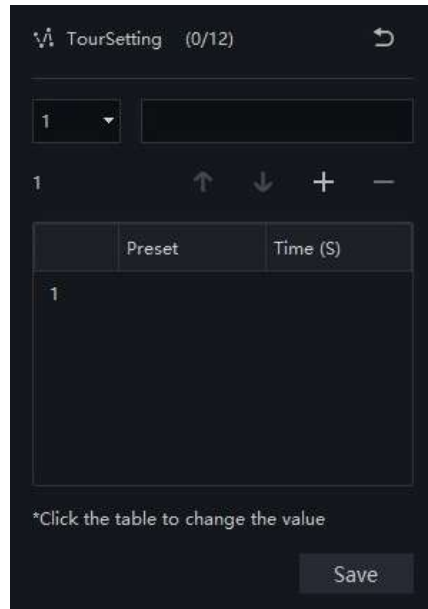 TourSetting (0/12)
1
1
Preset Time (S)
1
*Click the table to change the value
Save